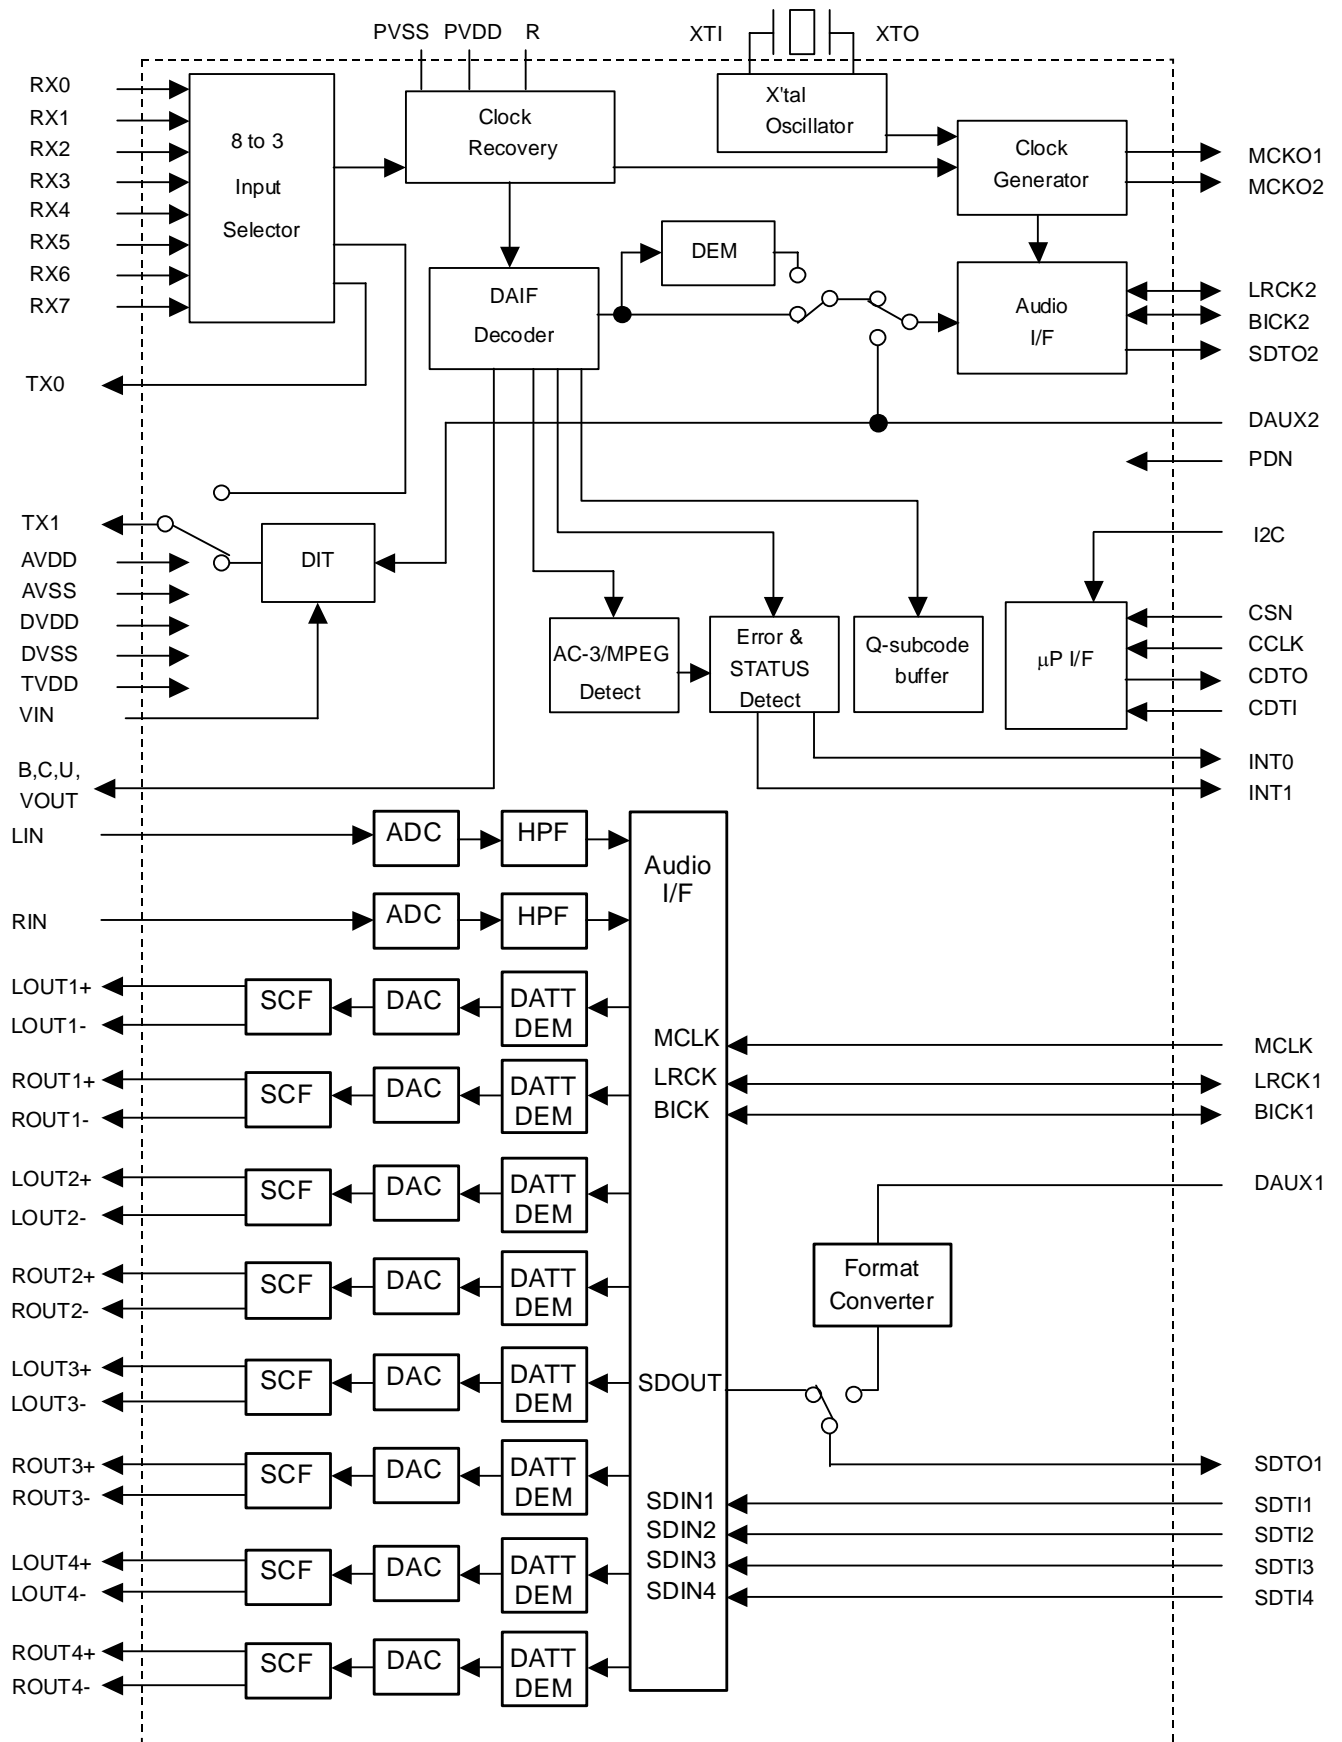 PVSS PVDD R
XTI XTO
RX0
RX1
RX2
RX3
RX4
RX5
RX6
RX7
TX0
8 to 3
Input
Selector
Clock
Recovery
X'tal
Oscillator
Clock
Generator
MCKO1
MCKO2
DEM
DAIF
Decoder
Audio
I/F
LRCK2
BICK2
SDTO2
DAUX2
PDN
TX1
AVDD
AVSS
DVDD
DVSS
TVDD
VIN
DIT
I2C
CSN
CCLK
CDTO
CDTI
AC-3/MPEG
Detect
Error &
STATUS
Detect
Q-subcode
buffer
μP I/F
INT0
INT1
B,C,U,
VOUT
LIN
ADC
HPF
RIN
ADC
HPF
Audio
I/F
LOUT1+
LOUT1-
SCF
DAC
DATT
DEM
ROUT1+
ROUT1-
SCF
DAC
DATT
DEM
LOUT2+
LOUT2-
SCF
DAC
DATT
DEM
ROUT2+
ROUT2-
SCF
DAC
DATT
DEM
LOUT3+
LOUT3-
SCF
DAC
DATT
DEM
ROUT3+
ROUT3-
SCF
DAC
DATT
DEM
LOUT4+
LOUT4-
SCF
DAC
DATT
DEM
ROUT4+
ROUT4-
SCF
DAC
DATT
DEM
MCLK
LRCK
BICK
MCLK
LRCK1
BICK1
DAUX1
Format
Converter
SDOUT
SDTO1
SDIN1
SDIN2
SDIN3
SDIN4
SDTI1
SDTI2
SDTI3
SDTI4